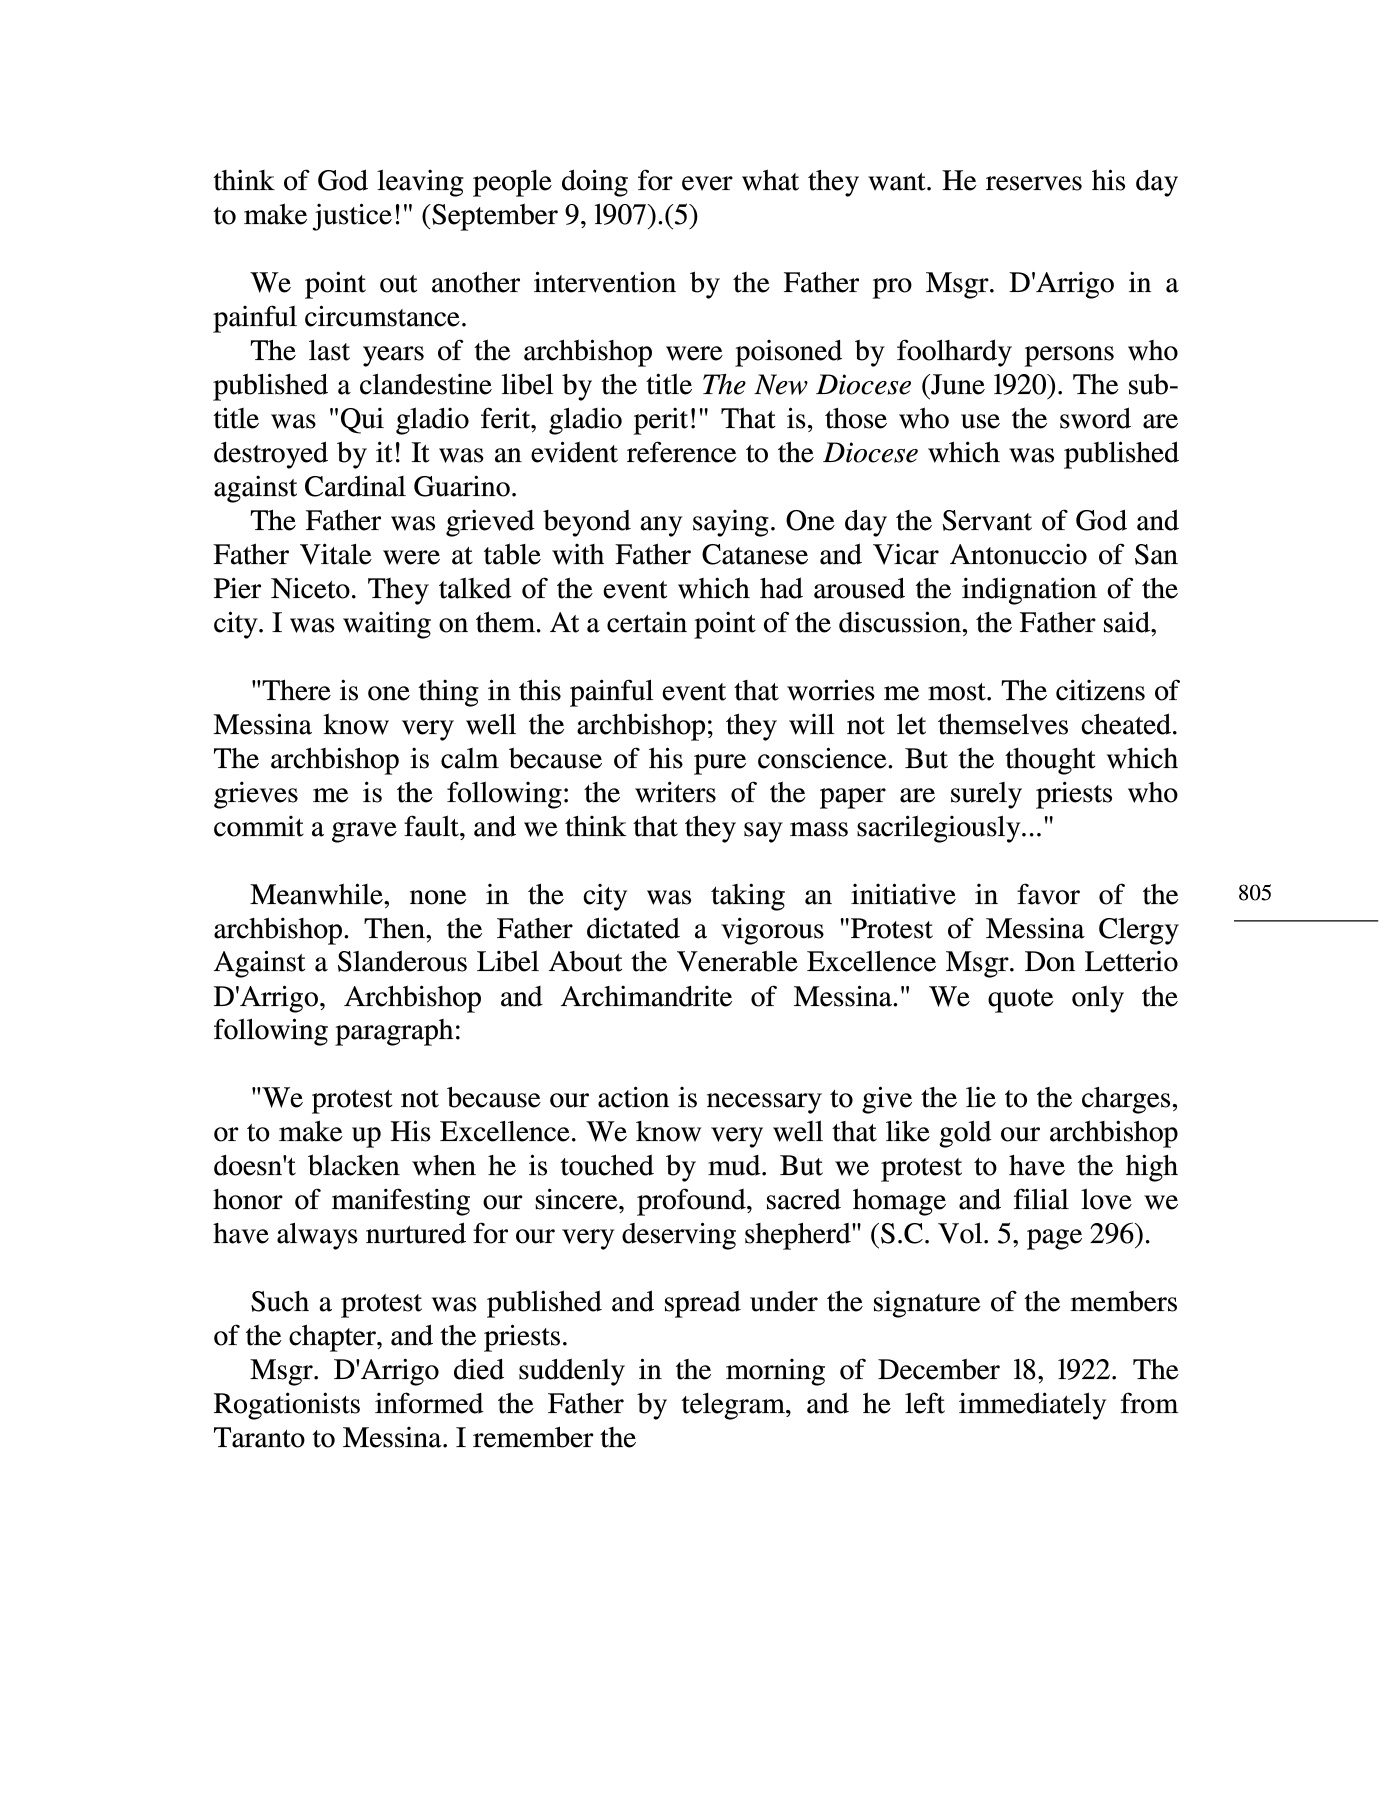 think of God leaving people doing for ever what they want. He reserves his day
to make justice!" (September 9, l907).(5)
We point out another intervention by the Father pro Msgr. D'Arrigo in a
painful circumstance.
The last years of the archbishop were poisoned by foolhardy persons who
published a clandestine libel by the title The New Diocese (June l920). The sub-
title was "Qui gladio ferit, gladio perit!" That is, those who use the sword are
destroyed by it! It was an evident reference to the Diocese which was published
against Cardinal Guarino.
The Father was grieved beyond any saying. One day the Servant of God and
Father Vitale were at table with Father Catanese and Vicar Antonuccio of San
Pier Niceto. They talked of the event which had aroused the indignation of the
city. I was waiting on them. At a certain point of the discussion, the Father said,
"There is one thing in this painful event that worries me most. The citizens of
Messina know very well the archbishop; they will not let themselves cheated.
The archbishop is calm because of his pure conscience. But the thought which
grieves me is the following: the writers of the paper are surely priests who
commit a grave fault, and we think that they say mass sacrilegiously..."
Meanwhile, none in the city was taking an initiative in favor of the
archbishop. Then, the Father dictated a vigorous "Protest of Messina Clergy
Against a Slanderous Libel About the Venerable Excellence Msgr. Don Letterio
D'Arrigo, Archbishop and Archimandrite of Messina." We quote only the
following paragraph:
805
"We protest not because our action is necessary to give the lie to the charges,
or to make up His Excellence. We know very well that like gold our archbishop
doesn't blacken when he is touched by mud. But we protest to have the high
honor of manifesting our sincere, profound, sacred homage and filial love we
have always nurtured for our very deserving shepherd" (S.C. Vol. 5, page 296).
Such a protest was published and spread under the signature of the members
of the chapter, and the priests.
Msgr. D'Arrigo died suddenly in the morning of December 18, 1922. The
Rogationists informed the Father by telegram, and he left immediately from
Taranto to Messina. I remember the